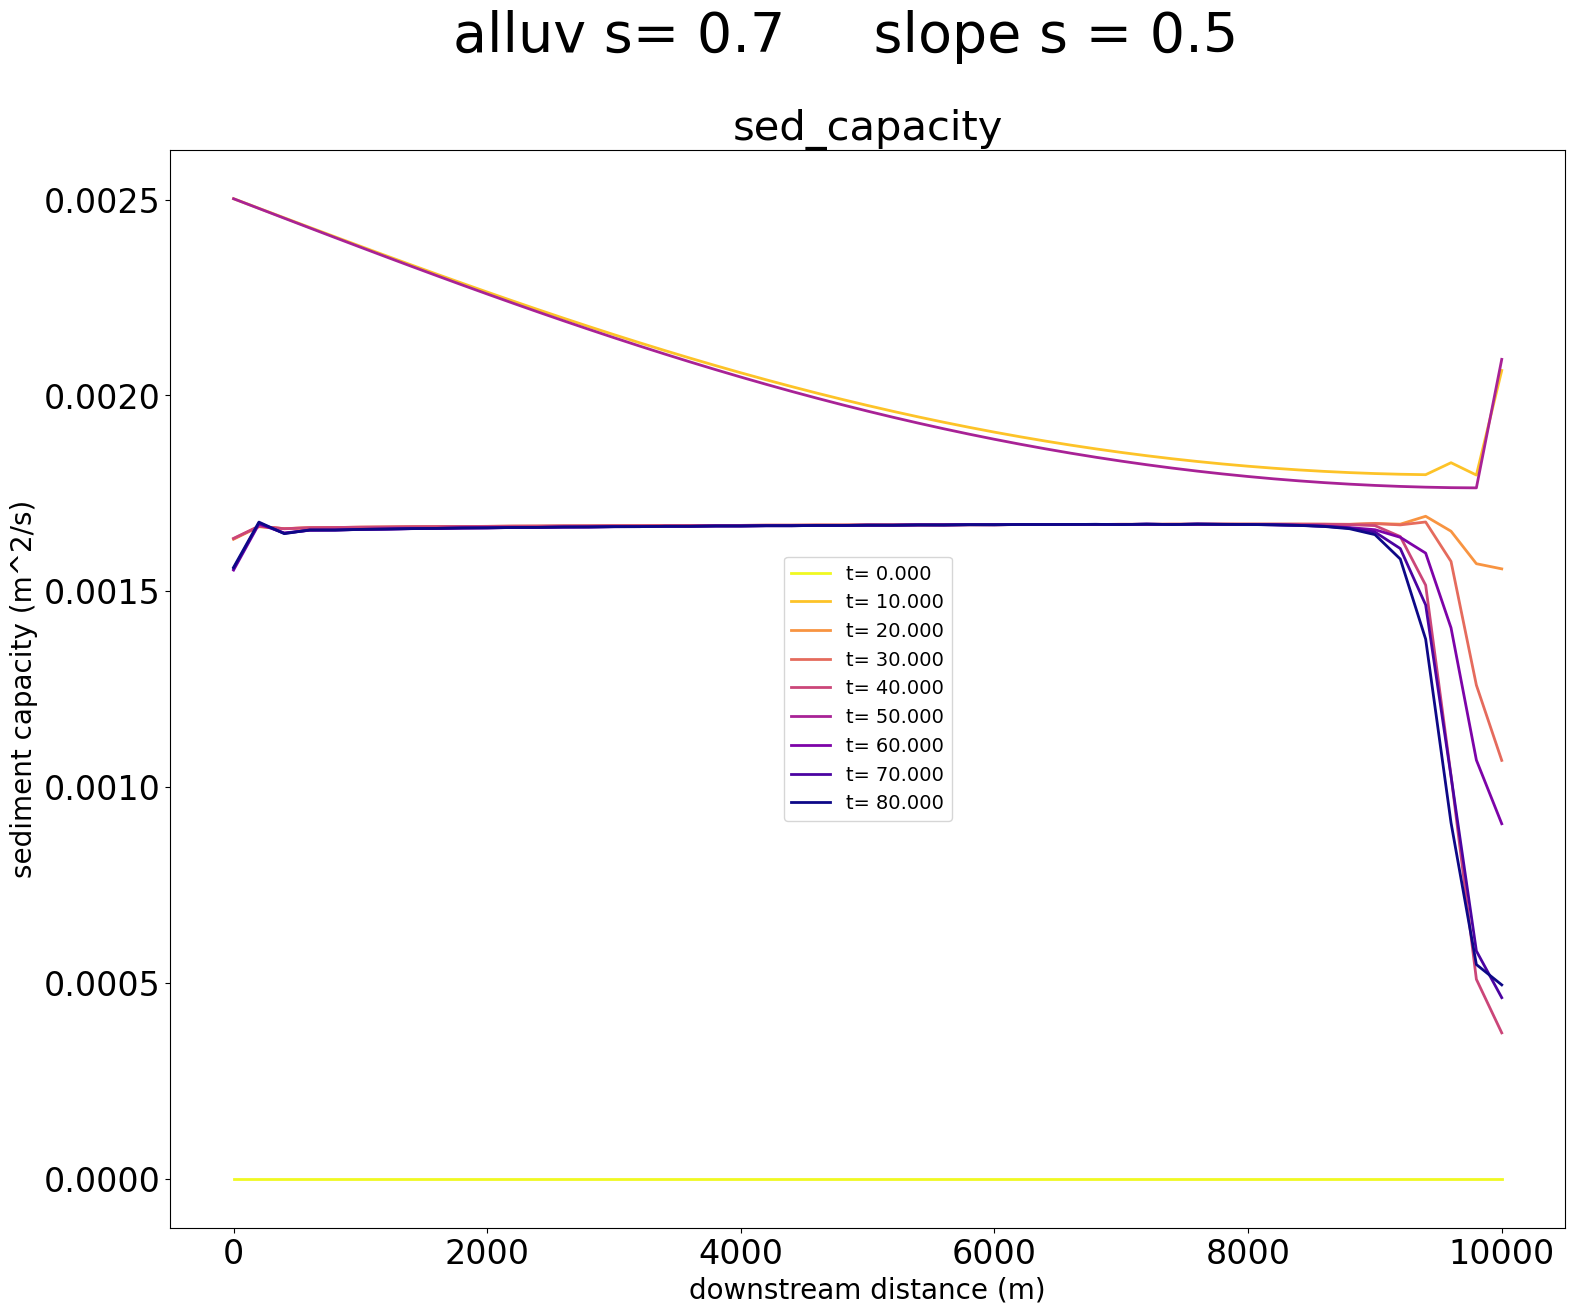 alluv s= 0.7 slope s = 0.5
sed_capacity
sediment capacity (m^2/s)
0.0025
0.0020
0.0015
0.0010
0.0005
0.0000
t= 0.000
t= 10.000
t= 20.000
t= 30.000
t= 40.000
t= 50.000
t= 60.000
t= 70.000
t= 80.000
0 2000 4000 6000 8000 10000
downstream distance (m)